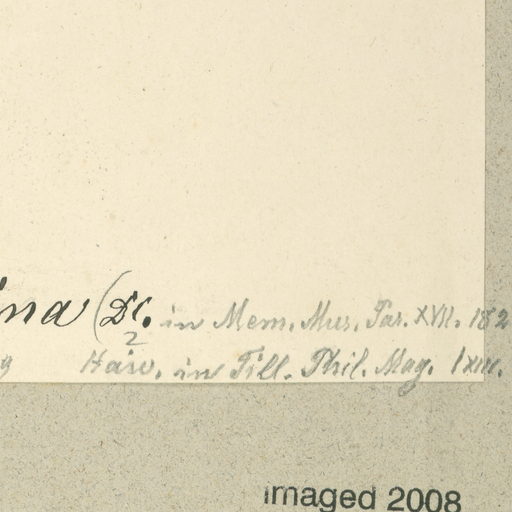 ina (DC. in Mem. Mus. Par. XVII. 182
2
g Haw. in Till. Phil. Mag. lxiii.
imaged 2008